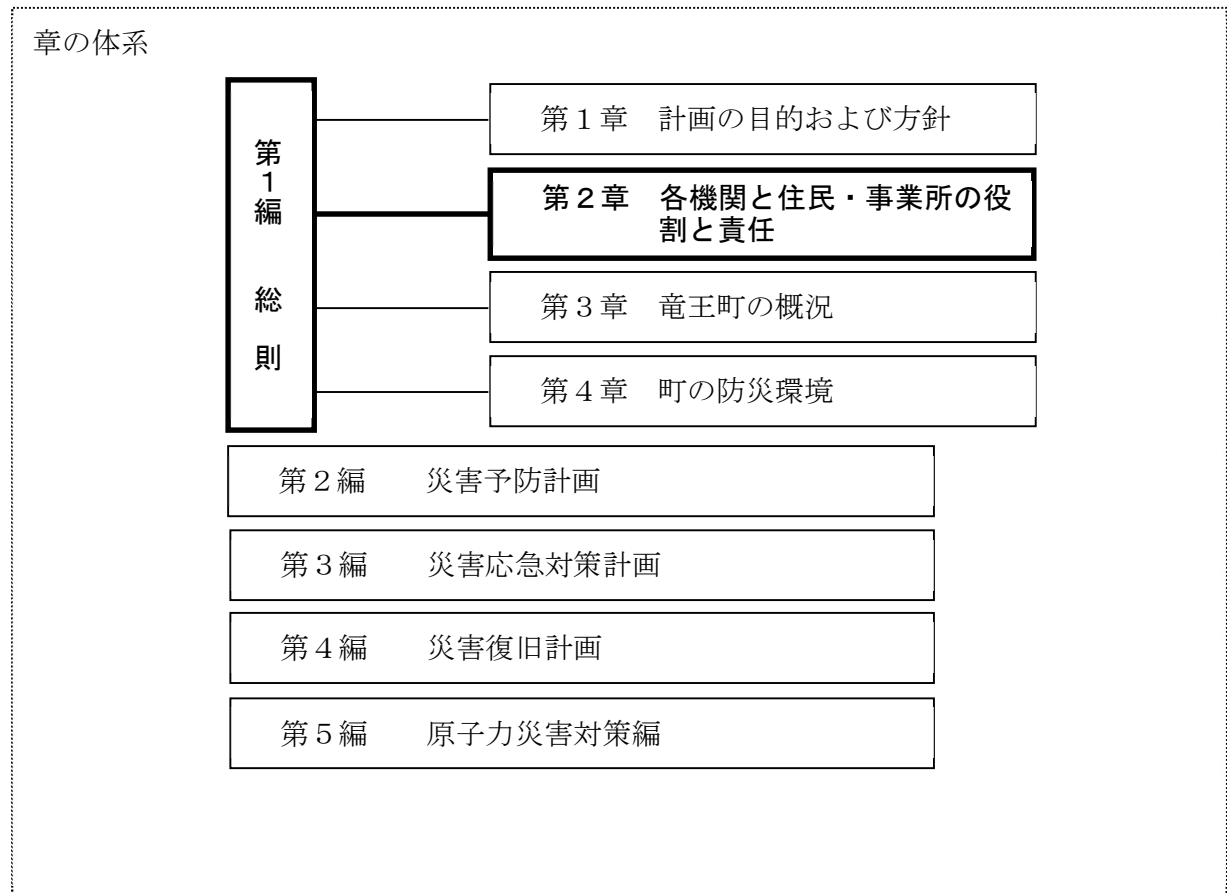 章の体系
第１編　総則
第１章　計画の目的および方針
第２章　各機関と住民・事業所の役
割と責任
第３章　竜王町の概況
第４章　町の防災環境
第２編　災害予防計画
第３編　災害応急対策計画
第４編　災害復旧計画
第５編　原子力災害対策編